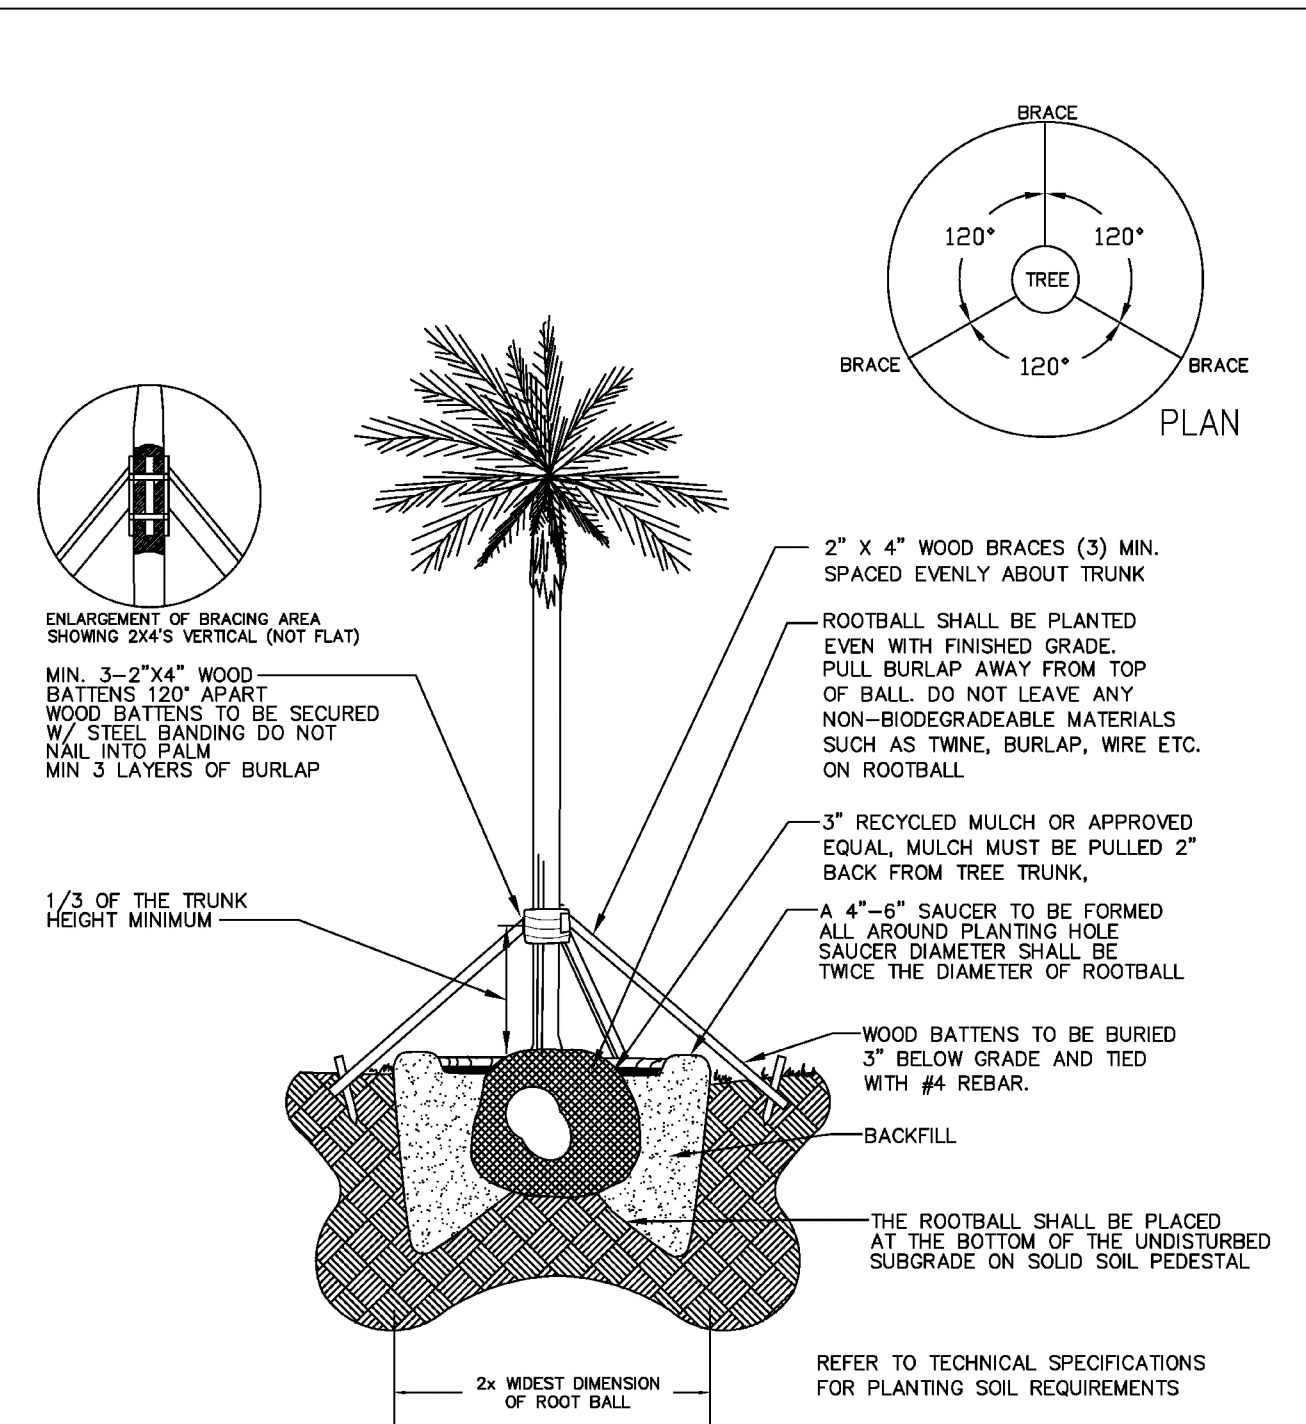 BRACE
120°
120°
TREE
BRACE
120°
BRACE
PLAN
ENLARGEMENT OF BRACING AREA
SHOWING 2X4'S VERTICAL (NOT FLAT)
MIN. 3-2"X4" WOOD
BATTENS 120° APART
WOOD BATTENS TO BE SECURED
W/ STEEL BANDING DO NOT
NAIL INTO PALM
MIN 3 LAYERS OF BURLAP
1/3 OF THE TRUNK
HEIGHT MINIMUM
2" X 4" WOOD BRACES (3) MIN.
SPACED EVENLY ABOUT TRUNK
ROOTBALL SHALL BE PLANTED
EVEN WITH FINISHED GRADE.
PULL BURLAP AWAY FROM TOP
OF BALL. DO NOT LEAVE ANY
NON-BIODEGRADEABLE MATERIALS
SUCH AS TWINE, BURLAP, WIRE ETC.
ON ROOTBALL
3" RECYCLED MULCH OR APPROVED
EQUAL, MULCH MUST BE PULLED 2"
BACK FROM TREE TRUNK,
A 4"-6" SAUCER TO BE FORMED
ALL AROUND PLANTING HOLE
SAUCER DIAMETER SHALL BE
TWICE THE DIAMETER OF ROOTBALL
WOOD BATTENS TO BE BURIED
3" BELOW GRADE AND TIED
WITH #4 REBAR.
BACKFILL
THE ROOTBALL SHALL BE PLACED
AT THE BOTTOM OF THE UNDISTURBED
SUBGRADE ON SOLID SOIL PEDESTAL
REFER TO TECHNICAL SPECIFICATIONS
FOR PLANTING SOIL REQUIREMENTS
2x WIDEST DIMENSION
OF ROOT BALL